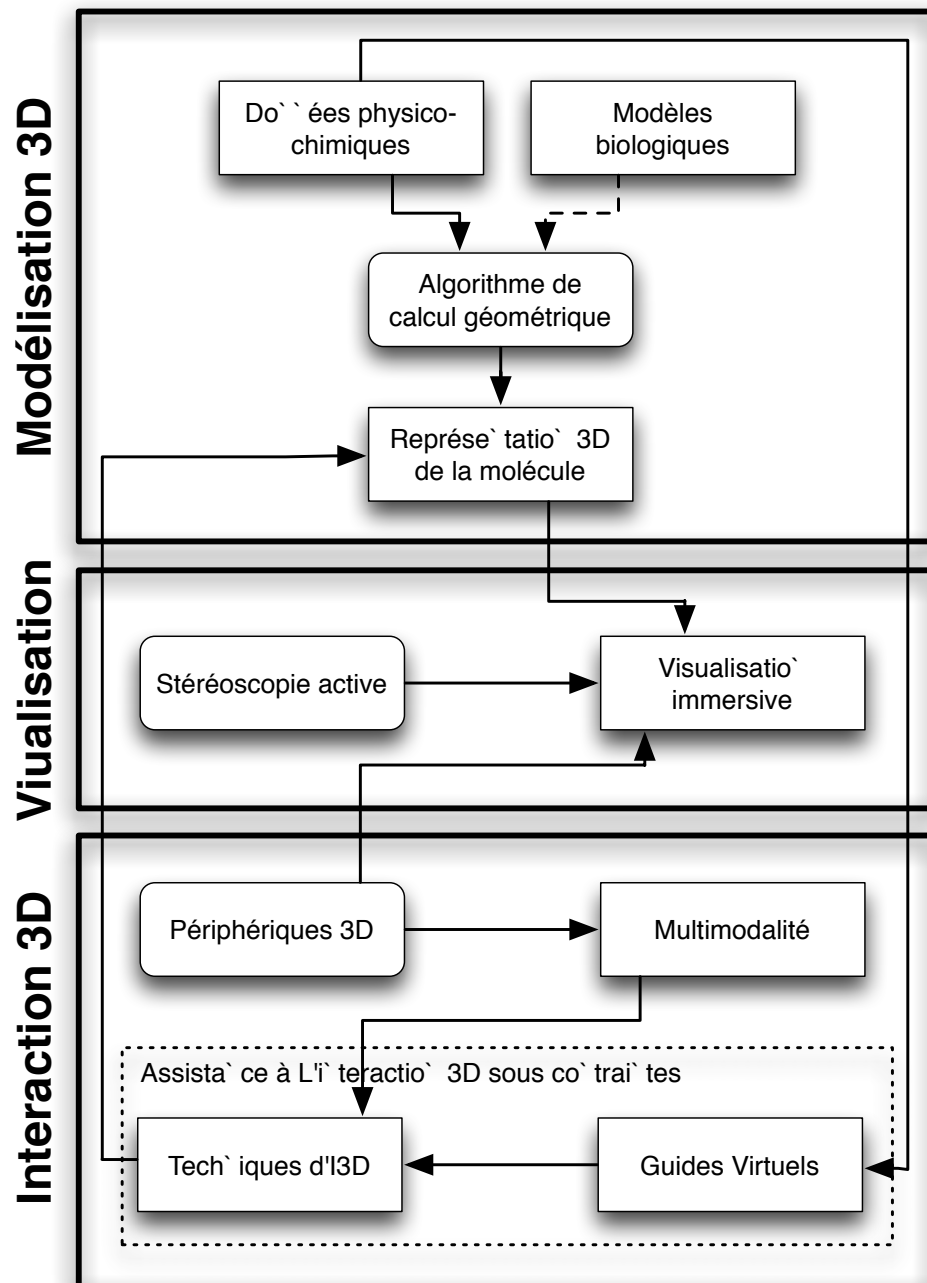 Modélisation 3D
Do` ` ées physico-
chimiques
Modèles
biologiques
Algorithme de
calcul géométrique
Représe` tatio` 3D
de la molécule
Viualisation
Stéréoscopie active
Visualisatio`
immersive
Interaction 3D
Périphériques 3D
Multimodalité
Assista` ce à L'i` teractio` 3D sous co` trai` tes
Tech` iques d'I3D
Guides Virtuels